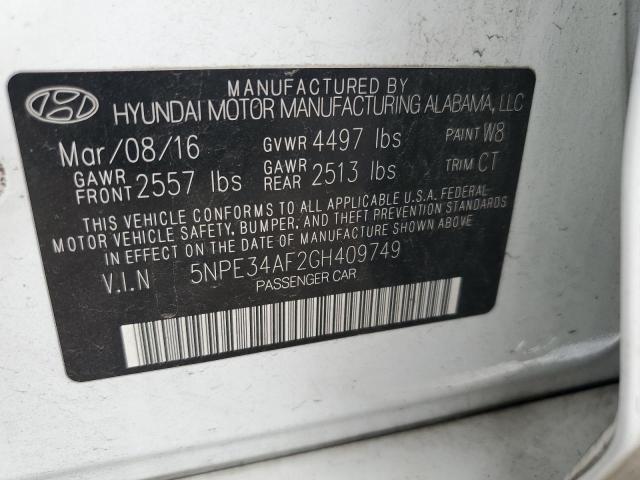 MANUFACTURED BY
HYUNDAI MOTOR MANUFACTURING ALABAMA, LLC
Mar/08/16 GVWR 4497 lbs PAINT W8
GAWR FRONT 2557 lbs GAWR REAR 2513 lbs TRIM CT
THIS VEHICLE CONFORMS TO ALL APPLICABLE U.S.A. FEDERAL
MOTOR VEHICLE SAFETY, BUMPER, AND THEFT PREVENTION STANDARDS
IN EFFECT ON THE DATE OF MANUFACTURE SHOWN ABOVE.
V.I.N 5NPE34AF2GH409749
PASSENGER CAR